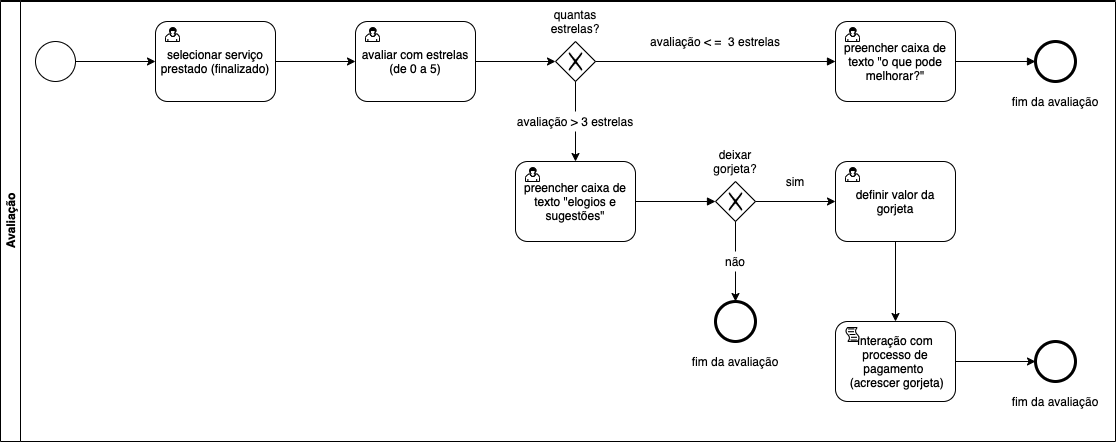 Avaliação
selecionar serviço
prestado (finalizado)
avaliar com estrelas
(de 0 a 5)
quantas
estrelas?
avaliação <= 3 estrelas
preencher caixa de
texto "o que pode
melhorar?"
fim da avaliação
avaliação > 3 estrelas
preencher caixa de
texto "elogios e
sugestões"
deixar
gorjeta?
sim
definir valor da
gorjeta
não
fim da avaliação
interação com
processo de
pagamento
(acrescer gorjeta)
fim da avaliação